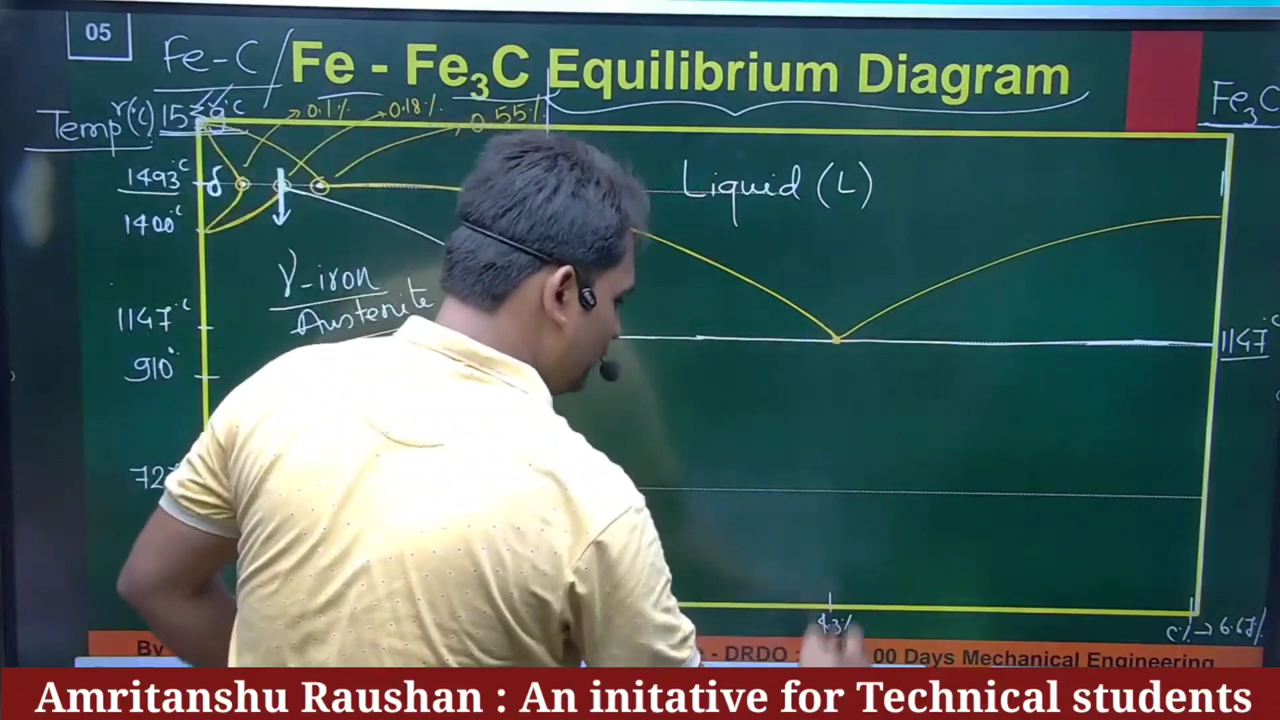 05
Fe-C / Fe - Fe3C Equilibrium Diagram
Fe3C
0.1%
0.18%
0.55%
Temp
1493°C
δ
Liquid (L)
1400°C
γ-iron
Austenite
1147°C
1147°C
910°
727
4.3%
C% → 6.67%
By
- DRDO :
00 Days Mechanical Engineering
Amritanshu Raushan : An initative for Technical students